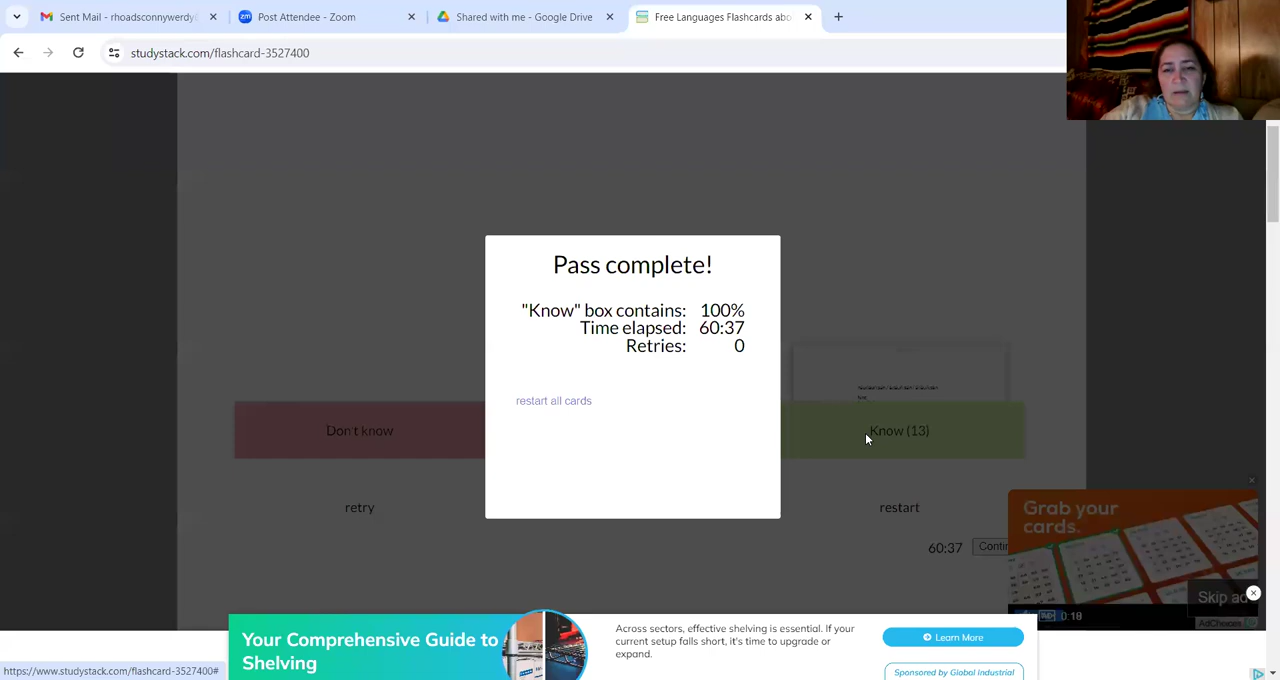 Sent Mail - rhoadsconnywerdy
Post Attendee - Zoom
Shared with me - Google Drive
Free Languages Flashcards abo
studystack.com/flashcard-3527400
Pass complete!
"Know" box contains: 100%
Time elapsed: 60:37
Retries: 0
restart all cards
Don't know
Know (13)
retry
restart
60:37
Contin
Grab your
cards.
Skip ad
0:18
AdChoices
Your Comprehensive Guide to
Shelving
Across sectors, effective shelving is essential. If your
current setup falls short, it's time to upgrade or
expand.
Learn More
Sponsored by Global Industrial
https://www.studystack.com/flashcard-3527400#